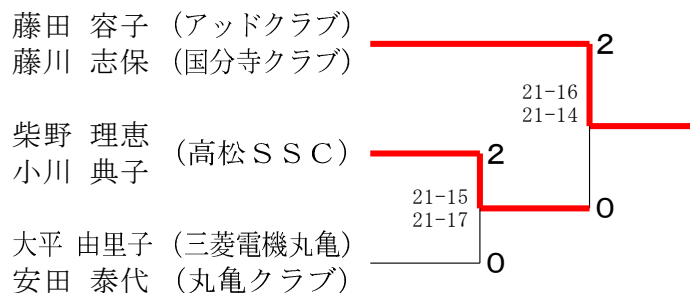 藤田 容子 (アッドクラブ)
藤川 志保 (国分寺クラブ)
2
21-16
21-14
柴野 理恵
小川 典子
(高松ＳＳＣ)
2
21-15
21-17
0
大平 由里子 (三菱電機丸亀)
安田 泰代 (丸亀クラブ)
0